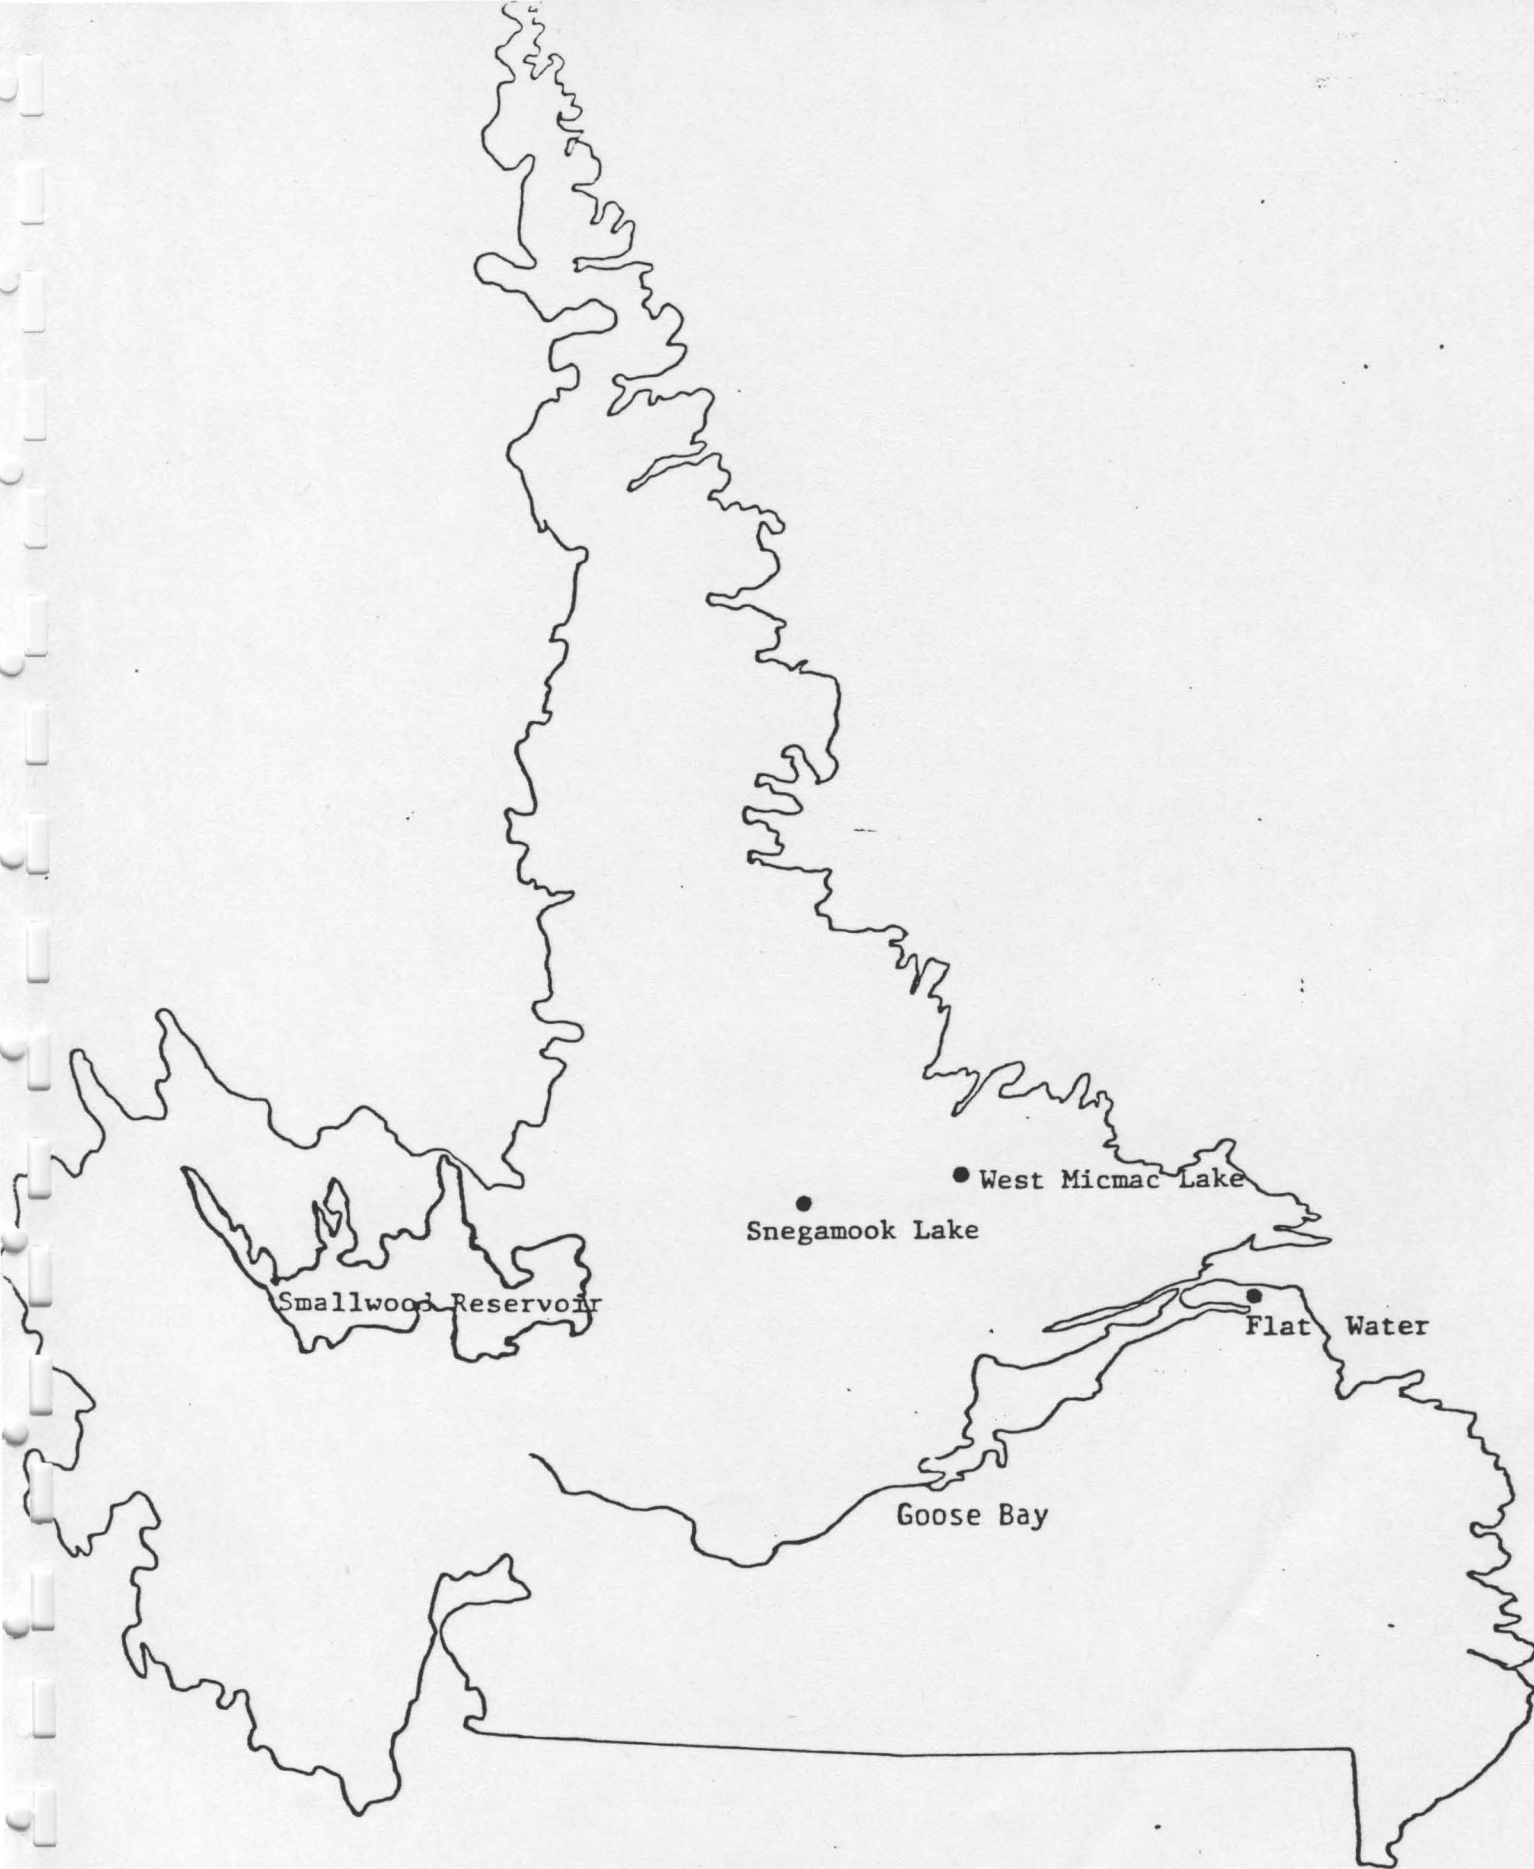 West Micmac Lake
Snegamook Lake
Smallwood Reservoir
Flat Water
Goose Bay